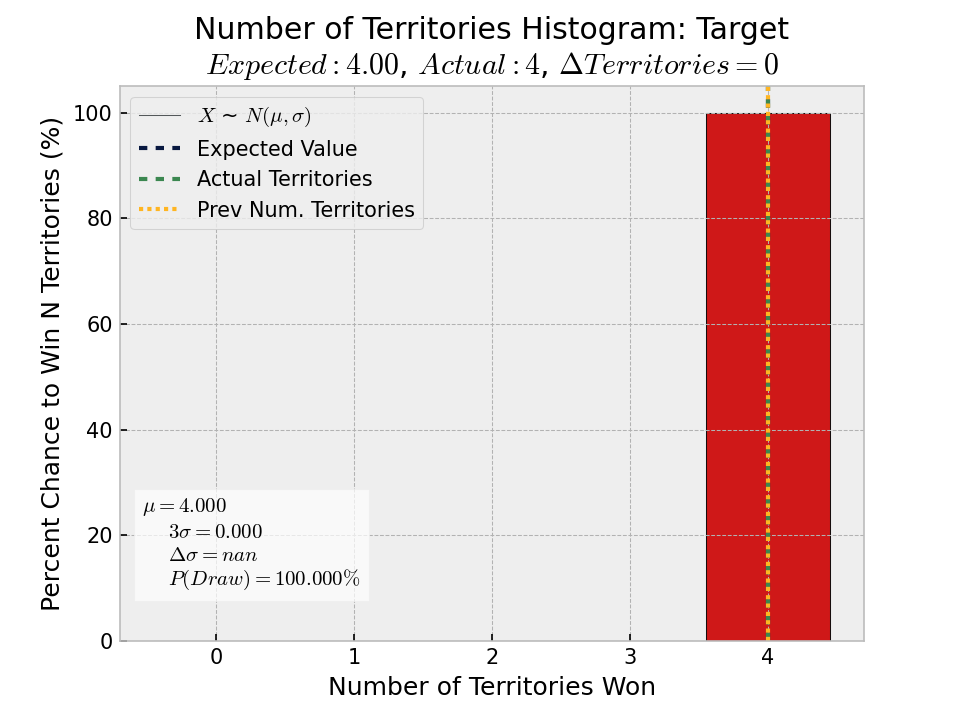 Number of Territories Histogram: Target
Expected : 4.00, Actual : 4, ΔTerritories = 0
Percent Chance to Win N Territories (%)
100
80
60
40
20
0
X ~ N(μ, σ)
Expected Value
Actual Territories
Prev Num. Territories
μ = 4.000
3σ = 0.000
Δσ = nan
P(Draw) = 100.000%
0 1 2 3 4
Number of Territories Won